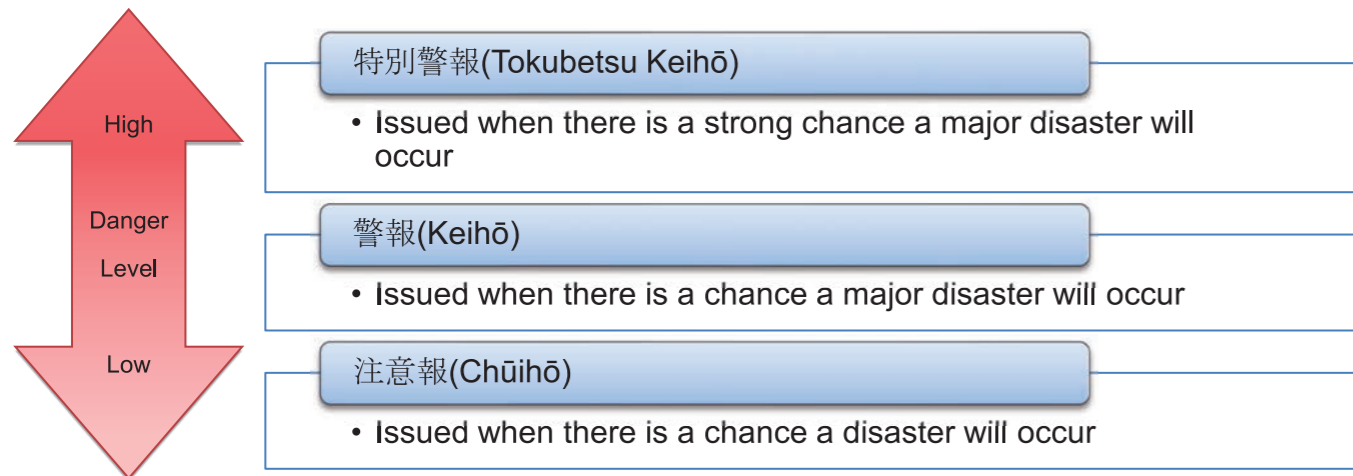 High
Danger
Level
Low
特別警報(Tokubetsu Keihō)
• Issued when there is a strong chance a major disaster will
occur
警報(Keihō)
• Issued when there is a chance a major disaster will occur
注意報(Chūihō)
• Issued when there is a chance a disaster will occur